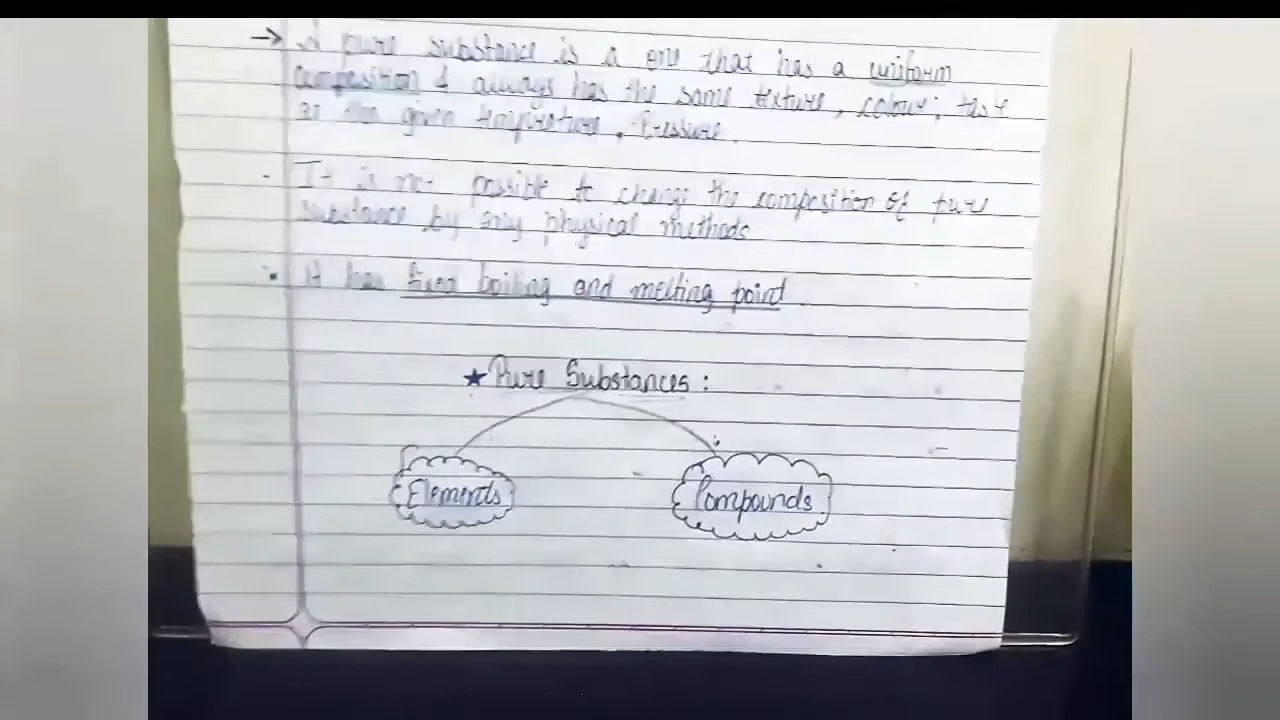 → A pure substance is a one that has a uniform
composition & always has the same texture, colour, test
at the given temperature, Pressure.
- It is not possible to change the composition of pure
substance by any physical methods
• It has fixed boiling and melting point.
★ Pure Substances:
Elements
Compounds